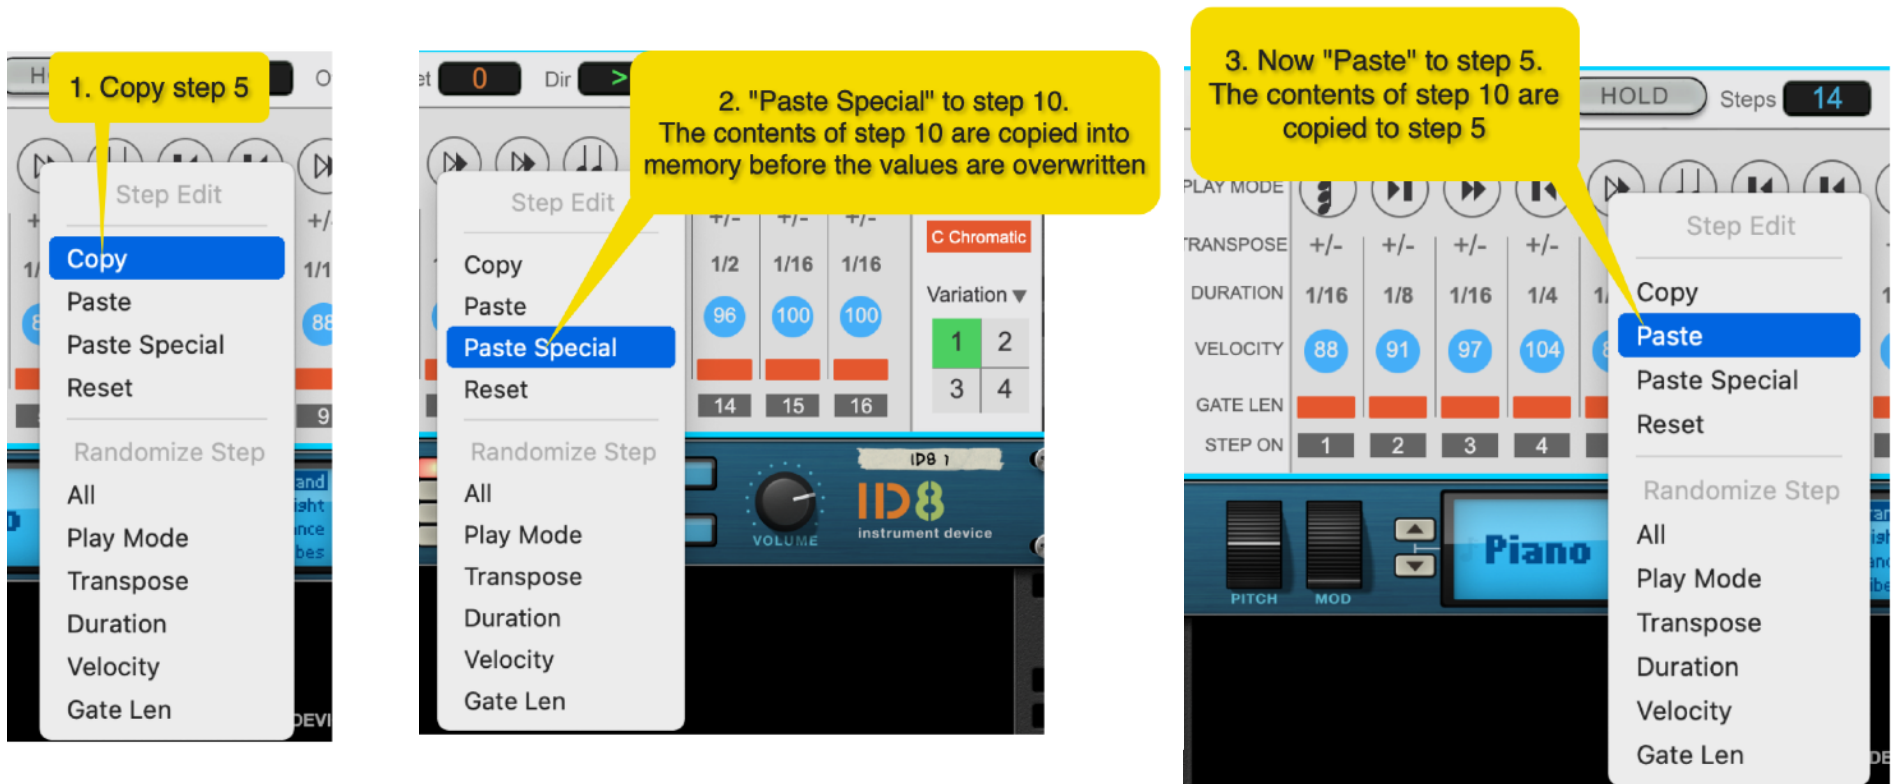 1. Copy step 5
Step Edit
Copy
Paste
Paste Special
Reset
Randomize Step
All
Play Mode
Transpose
Duration
Velocity
Gate Len
+/-
9
0
Dir >
2. "Paste Special" to step 10.
The contents of step 10 are copied into
memory before the values are overwritten
Step Edit
Copy
Paste
Paste Special
Reset
Randomize Step
All
Play Mode
Transpose
Duration
Velocity
Gate Len
+/- +/- +/-
1/2 1/16 1/16
96 100 100
14 15 16
C Chromatic
Variation ▼
1 2
3 4
VOLUME
ID8 1
ID8
instrument device
3. Now "Paste" to step 5.
The contents of step 10 are
copied to step 5
HOLD Steps 14
PLAY MODE
TRANSPOSE +/- +/- +/- +/-
DURATION 1/16 1/8 1/16 1/4
VELOCITY 88 91 97 104
GATE LEN
STEP ON 1 2 3 4
PITCH MOD
Piano
Step Edit
Copy
Paste
Paste Special
Reset
Randomize Step
All
Play Mode
Transpose
Duration
Velocity
Gate Len